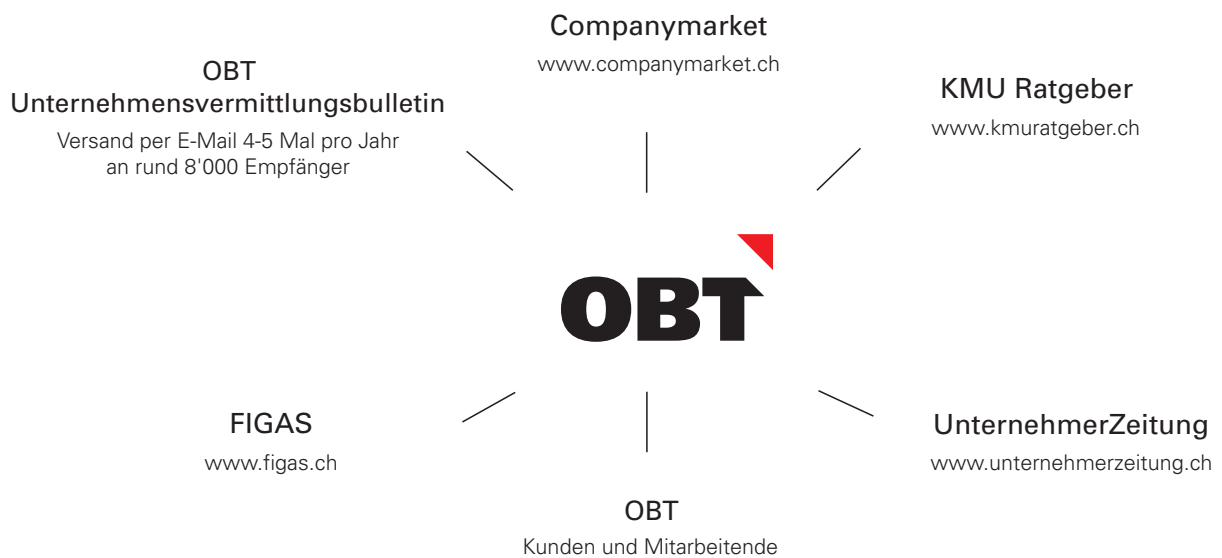 Companymarket
www.companymarket.ch
OBT
Unternehmensvermittlungsbulletin
Versand per E-Mail 4-5 Mal pro Jahr
an rund 8'000 Empfänger
KMU Ratgeber
www.kmuratgeber.ch
OBT
FIGAS
www.figas.ch
UnternehmerZeitung
www.unternehmerzeitung.ch
OBT
Kunden und Mitarbeitende